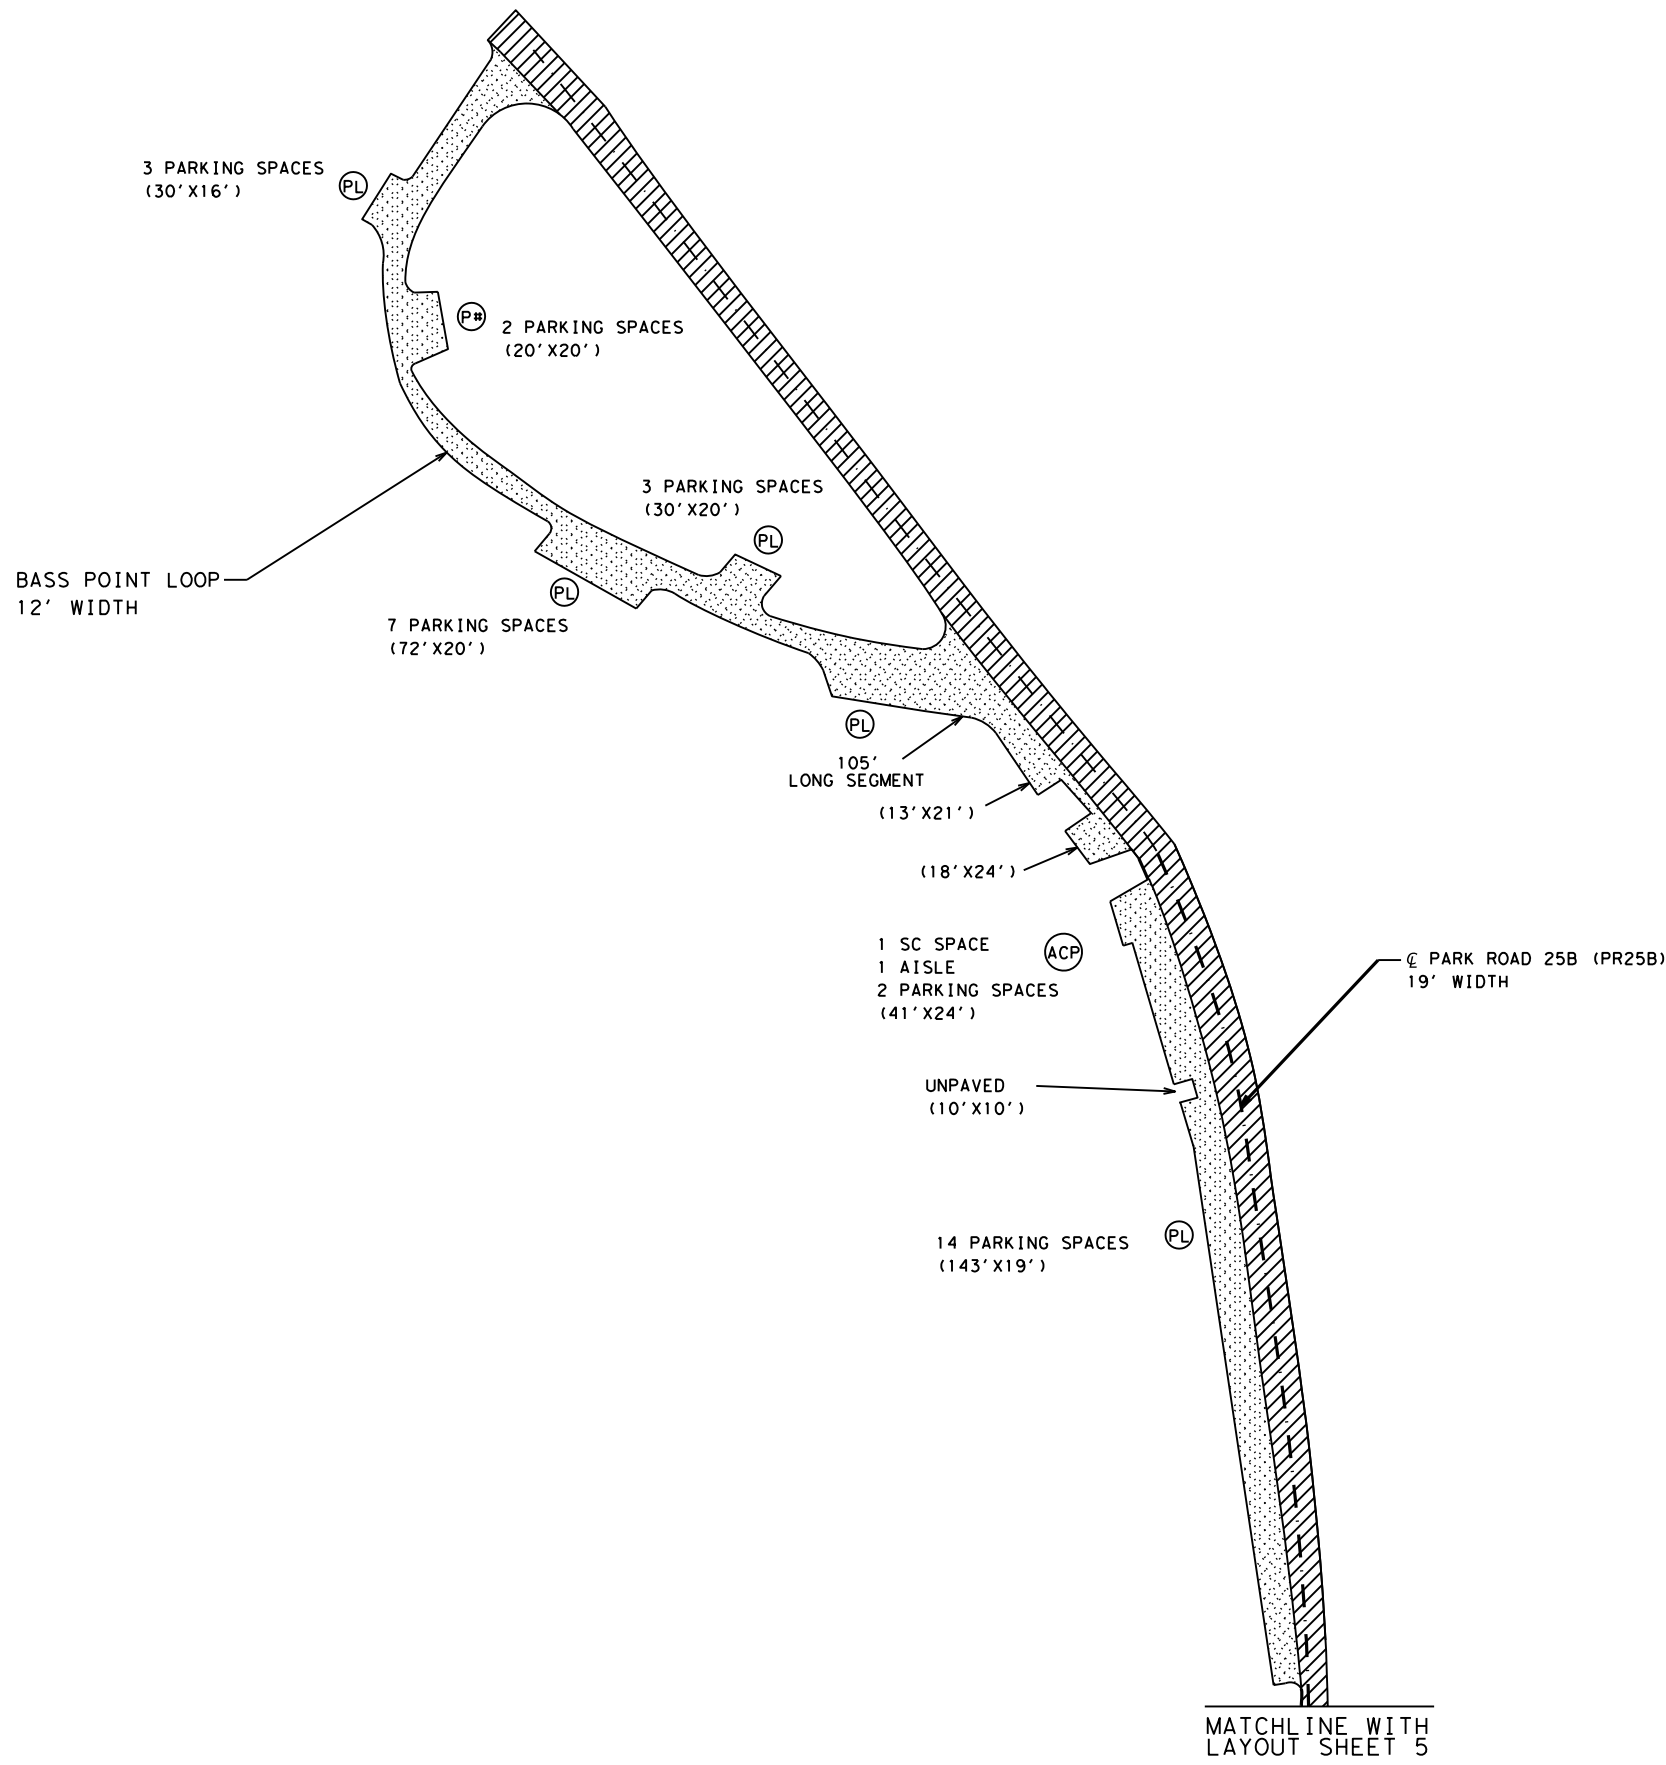 3 PARKING SPACES
(30'X16')
PL
P#
2 PARKING SPACES
(20'X20')
3 PARKING SPACES
(30'X20')
PL
BASS POINT LOOP
12' WIDTH
PL
7 PARKING SPACES
(72'X20')
PL
105'
LONG SEGMENT
(13'X21')
(18'X24')
1 SC SPACE
1 AISLE
2 PARKING SPACES
(41'X24')
ACP
℄ PARK ROAD 25B (PR25B)
19' WIDTH
UNPAVED
(10'X10')
14 PARKING SPACES
(143'X19')
PL
MATCHLINE WITH
LAYOUT SHEET 5